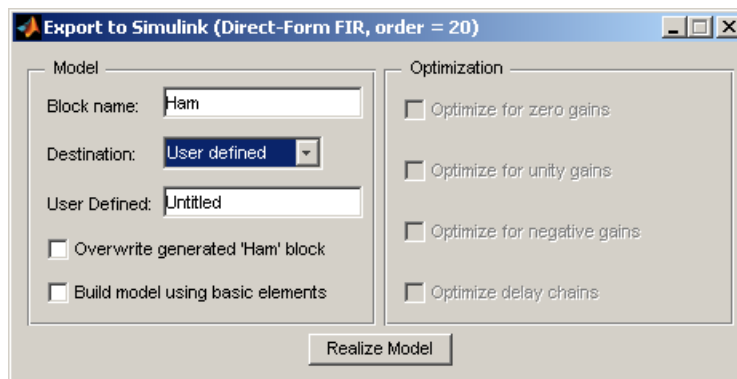 Export to Simulink (Direct-Form FIR, order = 20)
Model
Block name: Ham
Destination: User defined
User Defined: Untitled
Overwrite generated 'Ham' block
Build model using basic elements
Optimization
Optimize for zero gains
Optimize for unity gains
Optimize for negative gains
Optimize delay chains
Realize Model